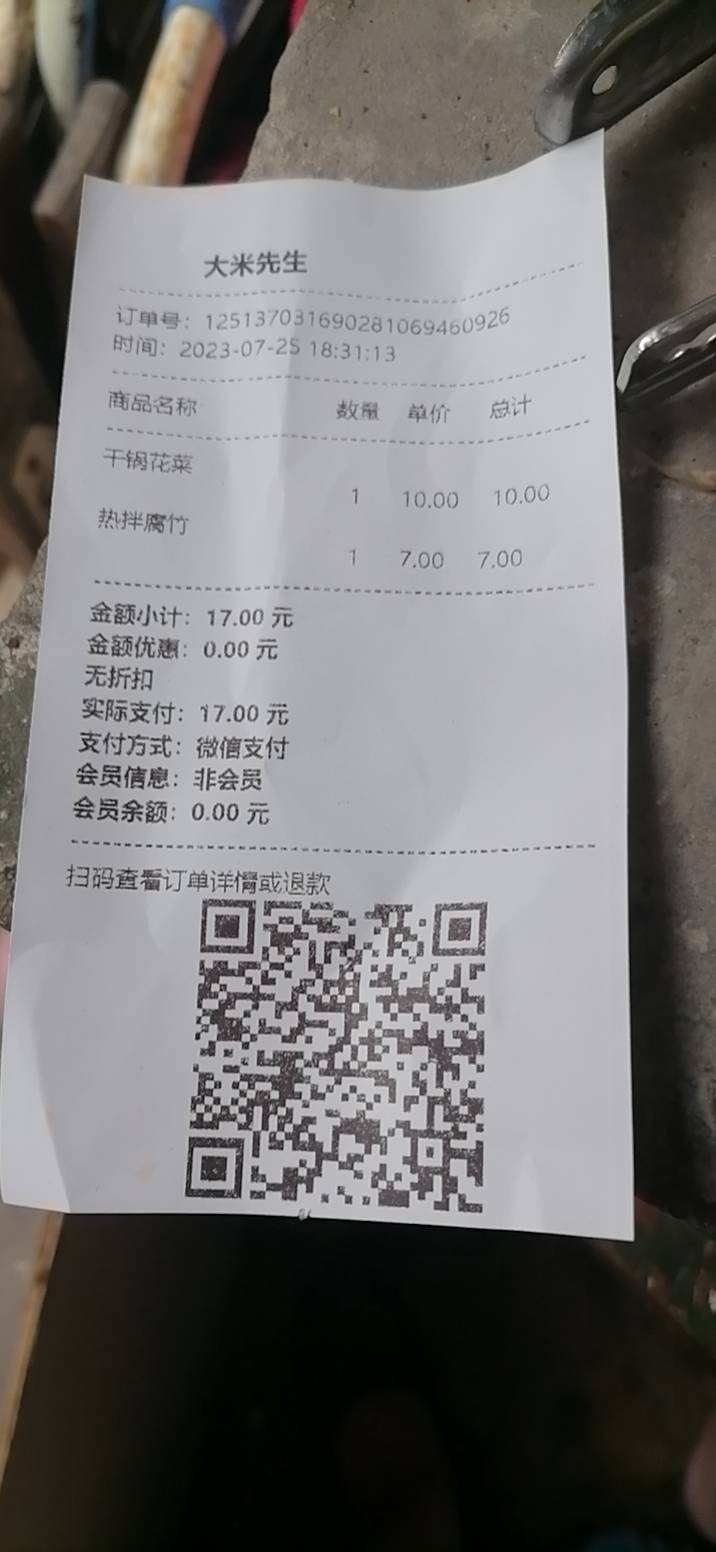 大米先生
订单号：1251370316902810694609​26
时间：2023-07-25 18:31:13
商品名称 数量 单价 总计
干锅花菜
1 10.00 10.00
热拌腐竹
1 7.00 7.00
金额小计：17.00 元
金额优惠：0.00 元
无折扣
实际支付：17.00 元
支付方式：微信支付
会员信息：非会员
会员余额：0.00 元
扫码查看订单详情或退款